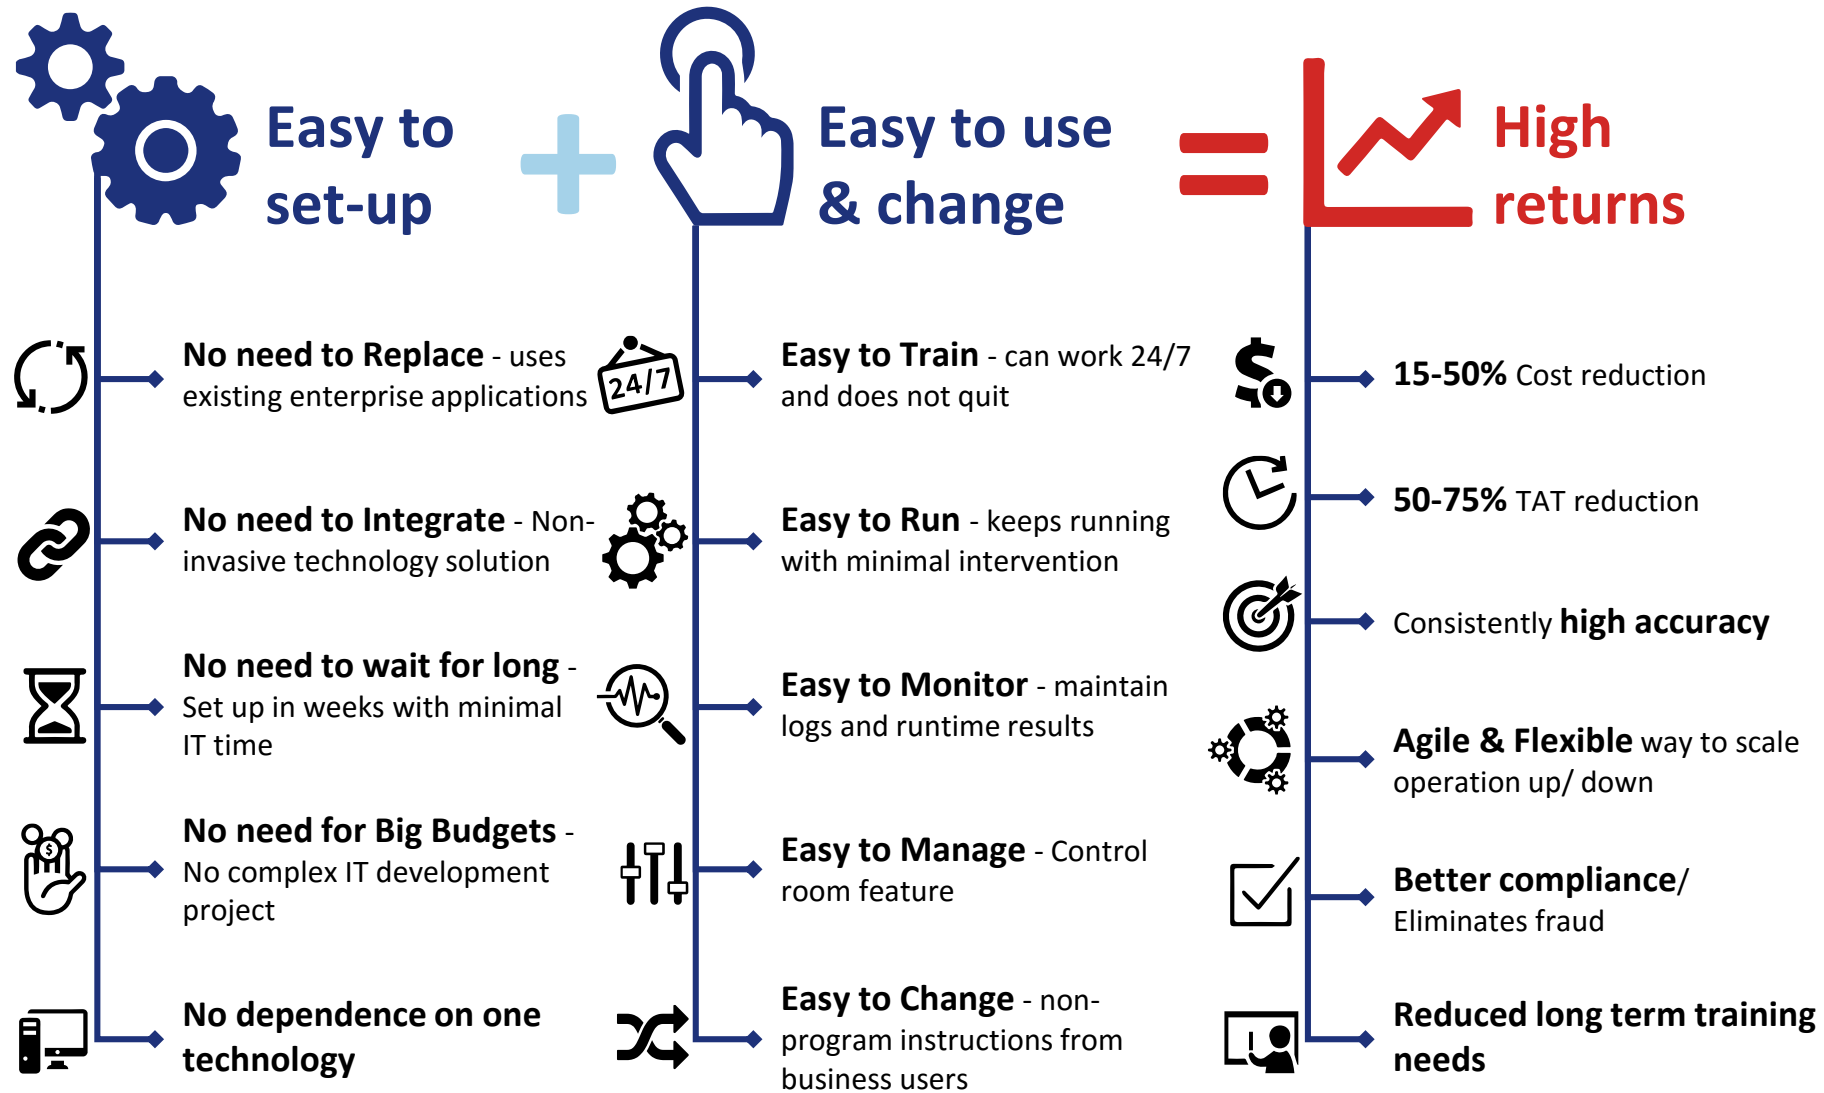 Easy to
set-up
Easy to use
& change
High
returns
No need to Replace - uses
existing enterprise applications
No need to Integrate - Non-
invasive technology solution
No need to wait for long -
Set up in weeks with minimal
IT time
$
No need for Big Budgets -
No complex IT development
project
No dependence on one
technology
24/7
Easy to Train - can work 24/7
and does not quit
Easy to Run - keeps running
with minimal intervention
Easy to Monitor - maintain
logs and runtime results
Easy to Manage - Control
room feature
Easy to Change - non-
program instructions from
business users
$
15-50% Cost reduction
50-75% TAT reduction
Consistently high accuracy
Agile & Flexible way to scale
operation up/ down
Better compliance/
Eliminates fraud
Reduced long term training
needs